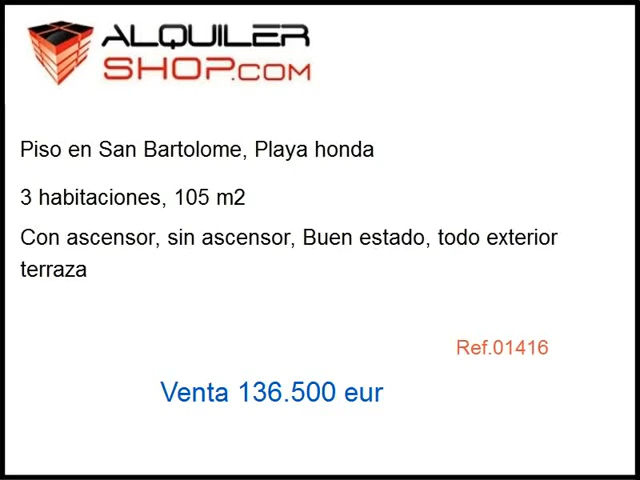 ALQUILER
SHOP.COM
Piso en San Bartolome, Playa honda
3 habitaciones, 105 m2
Con ascensor, sin ascensor, Buen estado, todo exterior
terraza
Ref.01416
Venta 136.500 eur